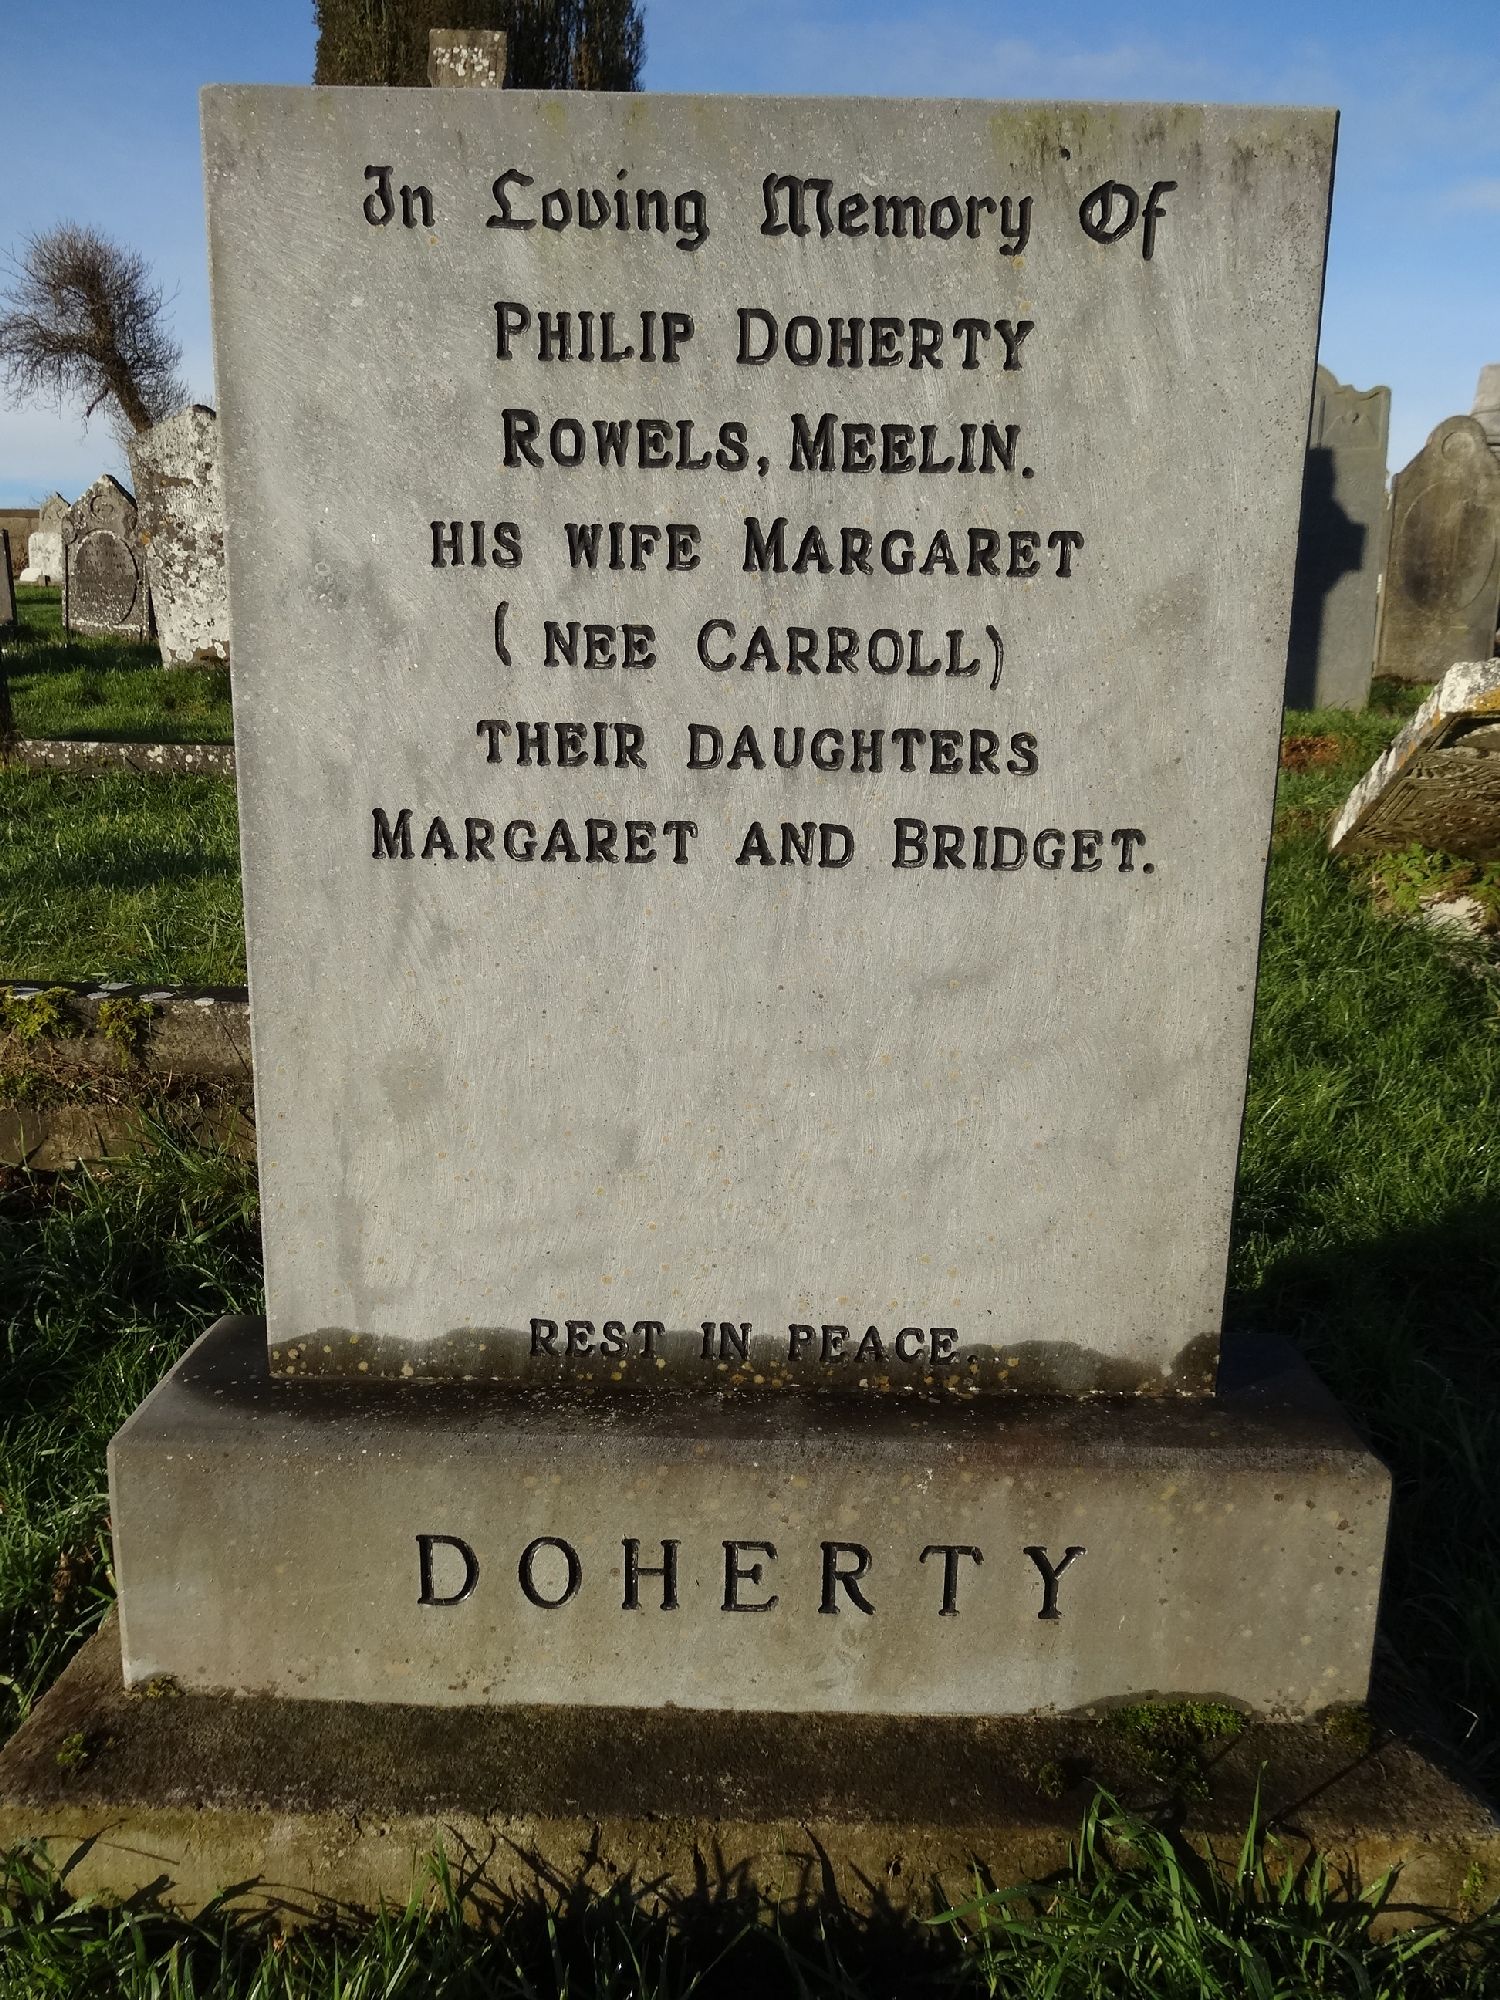 In Loving Memory Of
PHILIP DOHERTY
ROWELS, MEELIN.
HIS WIFE MARGARET
( NEE CARROLL)
THEIR DAUGHTERS
MARGARET AND BRIDGET.
REST IN PEACE.
DOHERTY